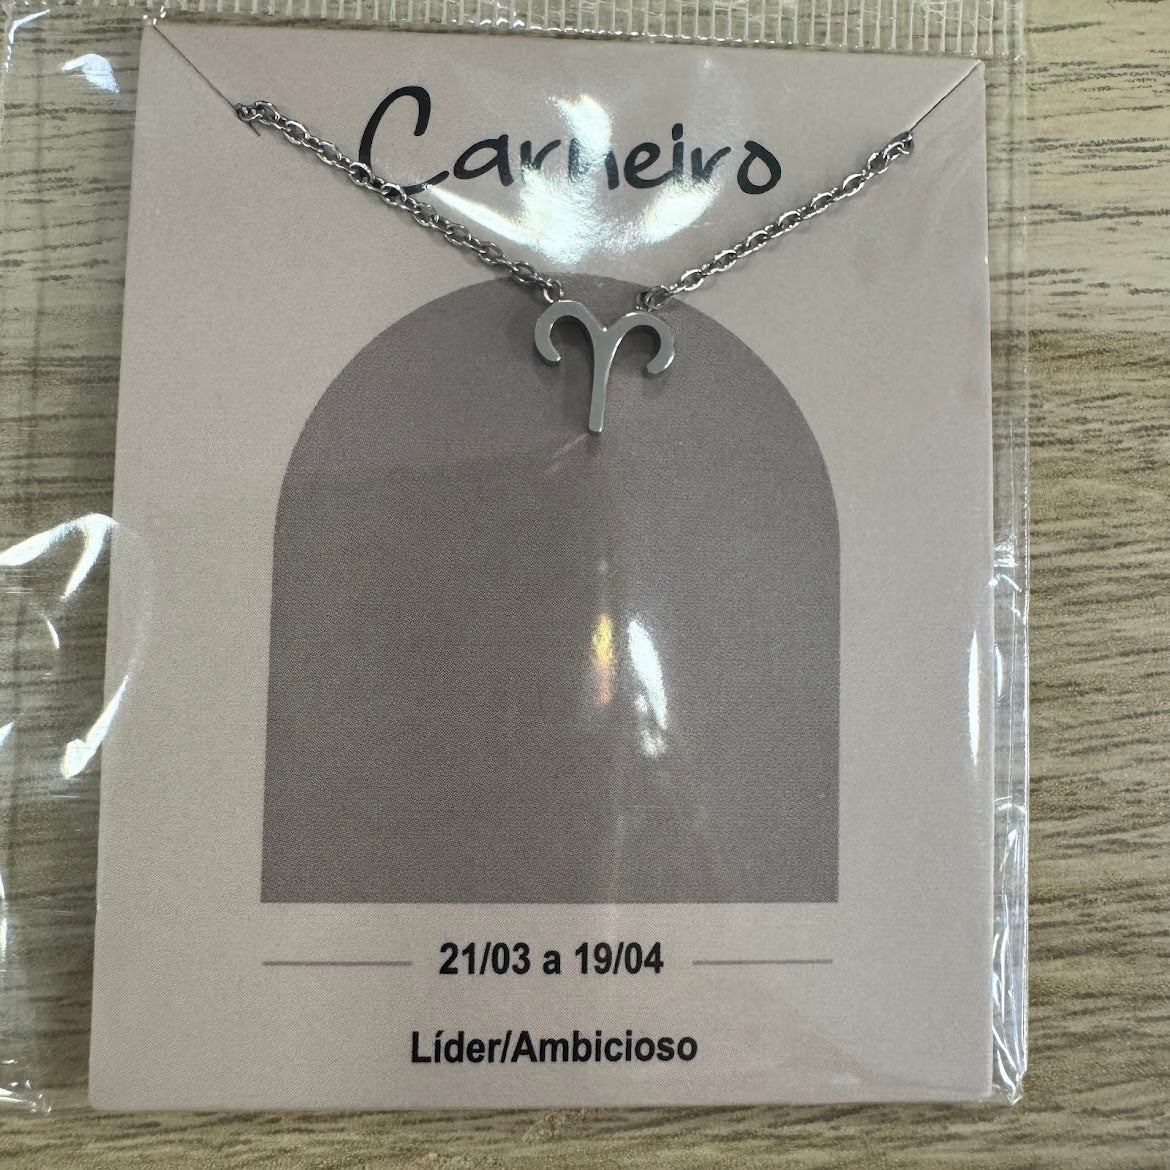 Carneiro
21/03 a 19/04
Líder/Ambicioso